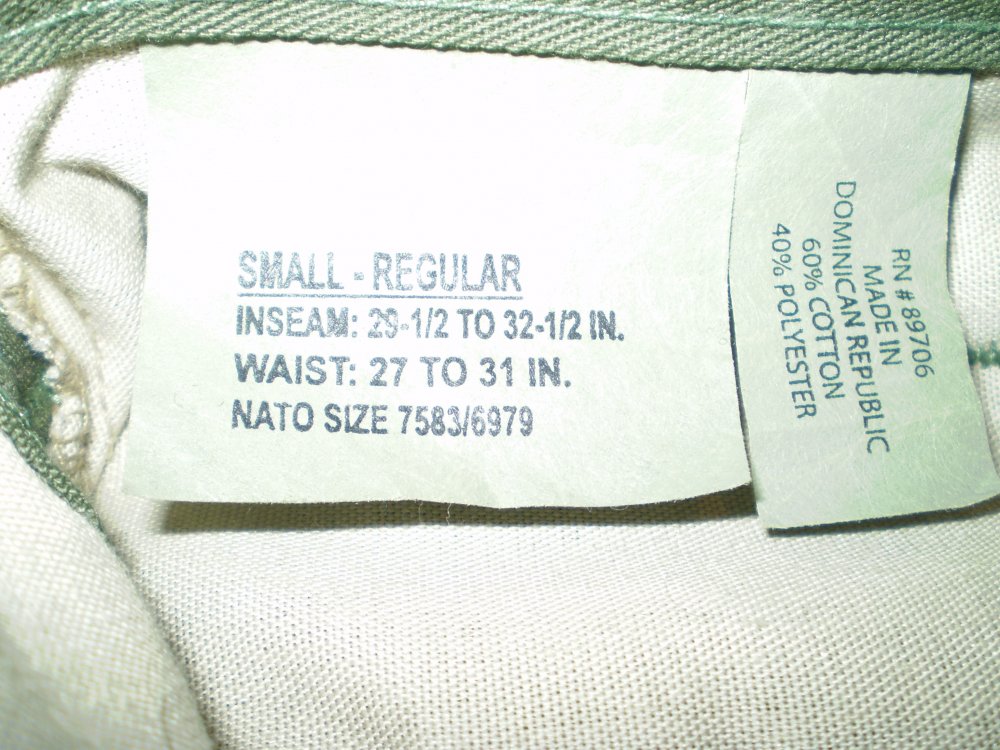 SMALL - REGULAR
INSEAM: 29-1/2 TO 32-1/2 IN.
WAIST: 27 TO 31 IN.
NATO SIZE 7583/6979
RN # 89706
MADE IN
DOMINICAN REPUBLIC
60% COTTON
40% POLYESTER